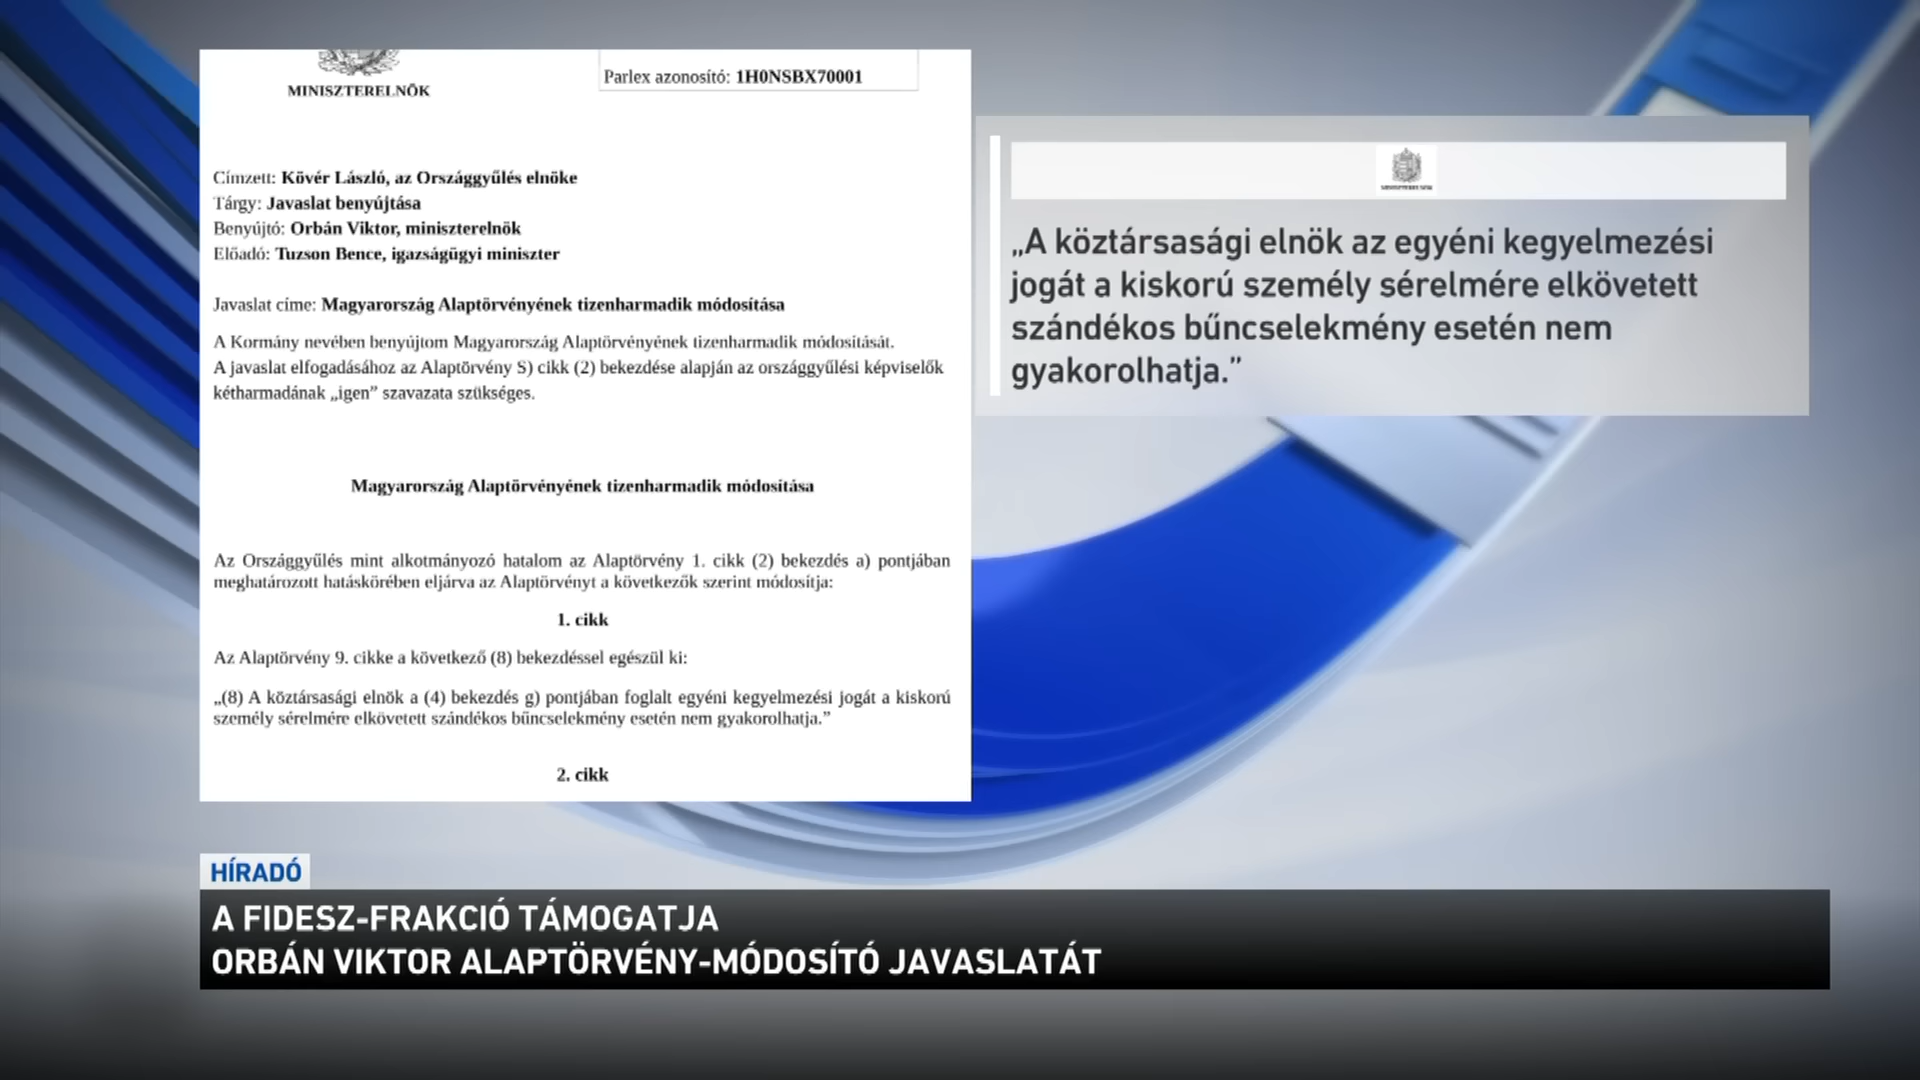 MINISZTERELNÖK
Parlex azonosító: 1H0NSBX70001
Címzett: Kövér László, az Országgyűlés elnöke
Tárgy: Javaslat benyújtása
Benyújtó: Orbán Viktor, miniszterelnök
Előadó: Tuzson Bence, igazságügyi miniszter
Javaslat címe: Magyarország Alaptörvényének tizenharmadik módosítása
A Kormány nevében benyújtom Magyarország Alaptörvényének tizenharmadik módosítását.
A javaslat elfogadásához az Alaptörvény S) cikk (2) bekezdése alapján az országgyűlési képviselők
kétharmadának „igen” szavazata szükséges.
Magyarország Alaptörvényének tizenharmadik módosítása
Az Országgyűlés mint alkotmányozó hatalom az Alaptörvény 1. cikk (2) bekezdés a) pontjában
meghatározott hatáskörében eljárva az Alaptörvényt a következők szerint módosítja:
1. cikk
Az Alaptörvény 9. cikke a következő (8) bekezdéssel egészül ki:
„(8) A köztársasági elnök a (4) bekezdés g) pontjában foglalt egyéni kegyelmezési jogát a kiskorú
személy sérelmére elkövetett szándékos bűncselekmény esetén nem gyakorolhatja.”
2. cikk
MINISZTERELNÖK
„A köztársasági elnök az egyéni kegyelmezési
jogát a kiskorú személy sérelmére elkövetett
szándékos bűncselekmény esetén nem
gyakorolhatja.”
HÍRADÓ
A FIDESZ-FRAKCIÓ TÁMOGATJA
ORBÁN VIKTOR ALAPTÖRVÉNY-MÓDOSÍTÓ JAVASLATÁT